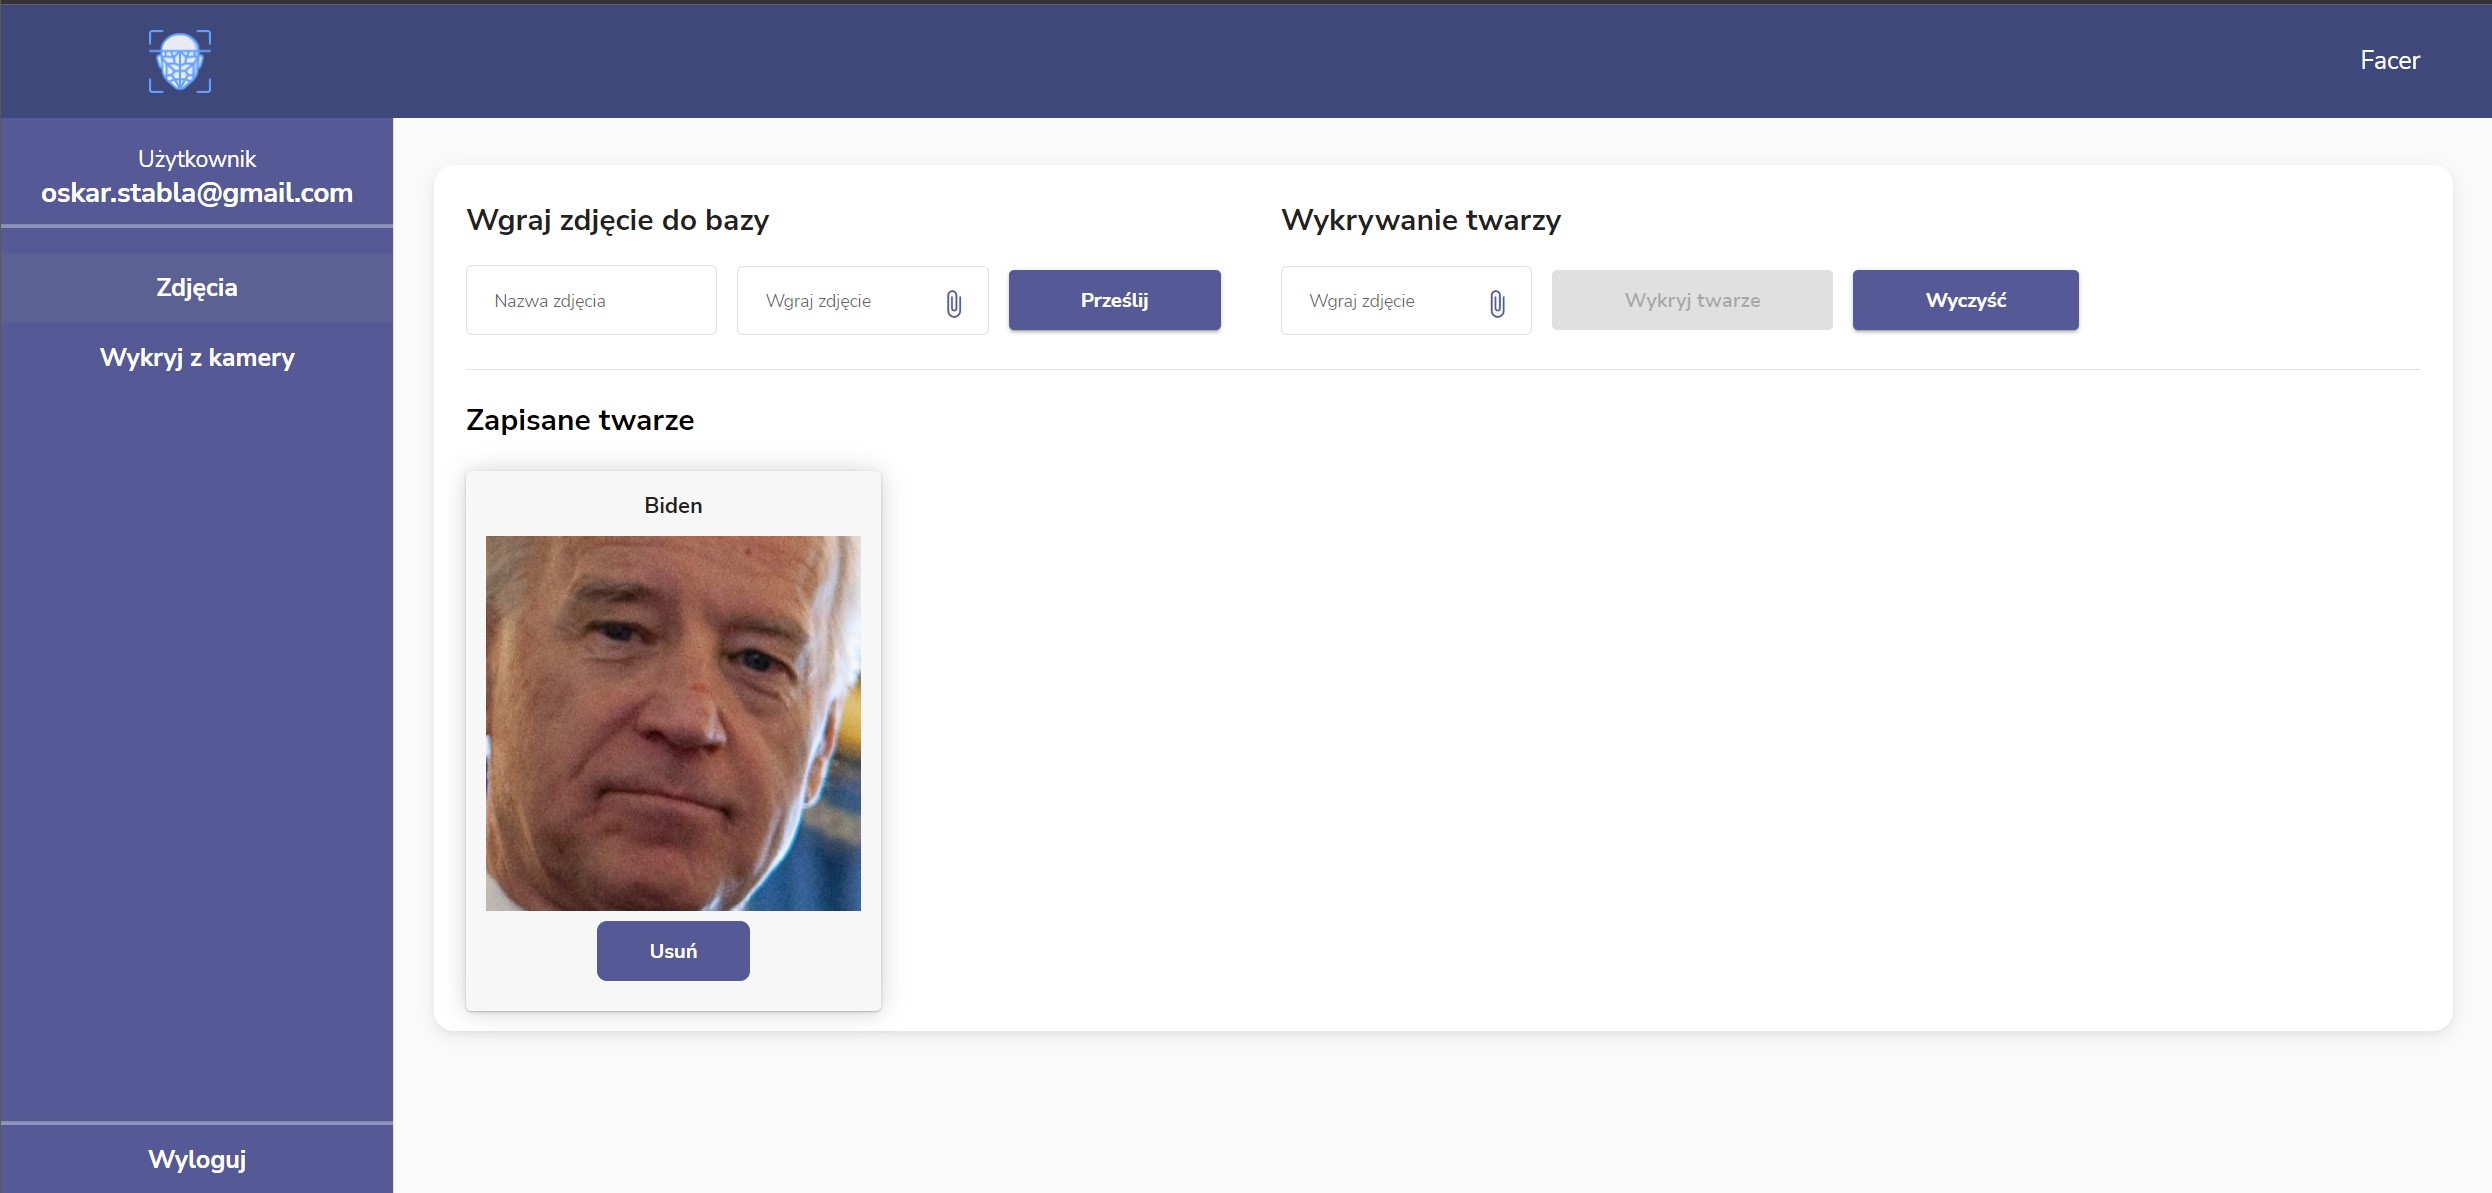 Facer
Użytkownik
oskar.stabla@gmail.com
Zdjęcia
Wykryj z kamery
Wyloguj
Wgraj zdjęcie do bazy
Nazwa zdjęcia
Wgraj zdjęcie
Prześlij
Wykrywanie twarzy
Wgraj zdjęcie
Wykryj twarze
Wyczyść
Zapisane twarze
Biden
Usuń